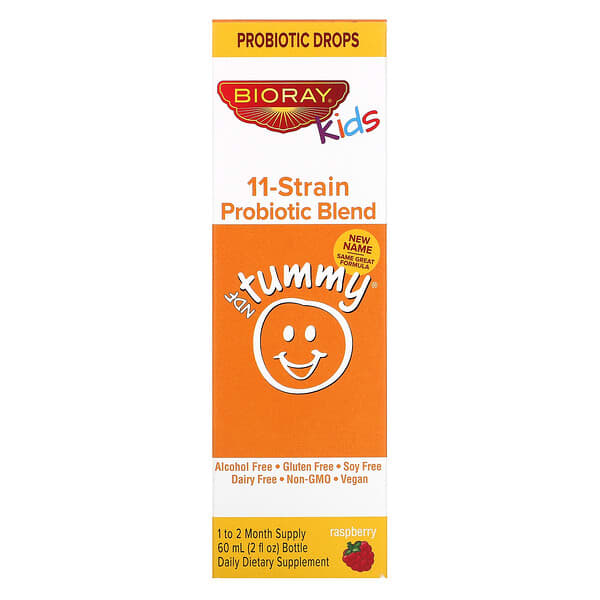 PROBIOTIC DROPS
BIORAY®
kids
11-Strain
Probiotic Blend
NEW
NAME
SAME GREAT
FORMULA
NDF tummy®
Alcohol Free • Gluten Free • Soy Free
Dairy Free • Non-GMO • Vegan
1 to 2 Month Supply
60 mL (2 fl oz) Bottle
Daily Dietary Supplement
raspberry